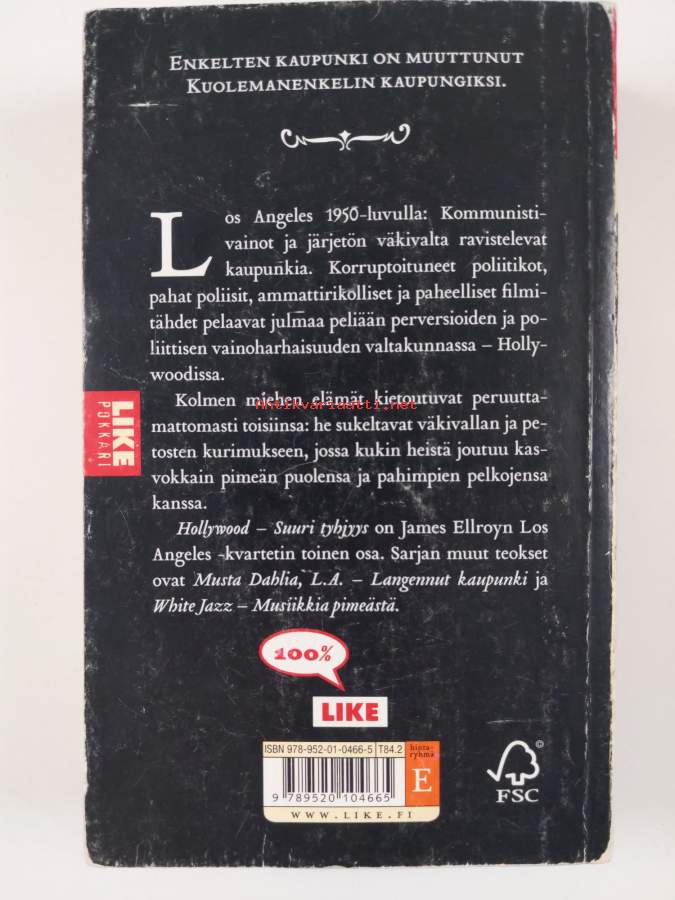 ENKELTEN KAUPUNKI ON MUUTTUNUT
KUOLEMANENKELIN KAUPUNGIKSI.
Los Angeles 1950-luvulla: Kommunisti-
vainot ja järjetön väkivalta ravistelevat
kaupunkia. Korruptoituneet poliitikot,
pahat poliisit, ammattirikolliset ja paheelliset filmi-
tähdet pelaavat julmaa peliään perversioiden ja po-
liittisen vainoharhaisuuden valtakunnassa – Holly-
woodissa.
Kolmen miehen elämät kietoutuvat peruutta-
Antikvariaatti.net
mattomasti toisiinsa: he sukeltavat väkivallan ja pe-
tosten kurimukseen, jossa kukin heistä joutuu kas-
vokkain pimeän puolensa ja pahimpien pelkojensa
kanssa.
Hollywood – Suuri tyhjyys on James Ellroyn Los
Angeles -kvartetin toinen osa. Sarjan muut teokset
ovat Musta Dahlia, L.A. – Langennut kaupunki ja
White Jazz – Musiikkia pimeästä.
LIKE
POKKARI
100%
LIKE
ISBN 978-952-01-0466-5 T84.2
hinta-
ryhmä
E
9 789520 104665
WWW.LIKE.FI
©
FSC